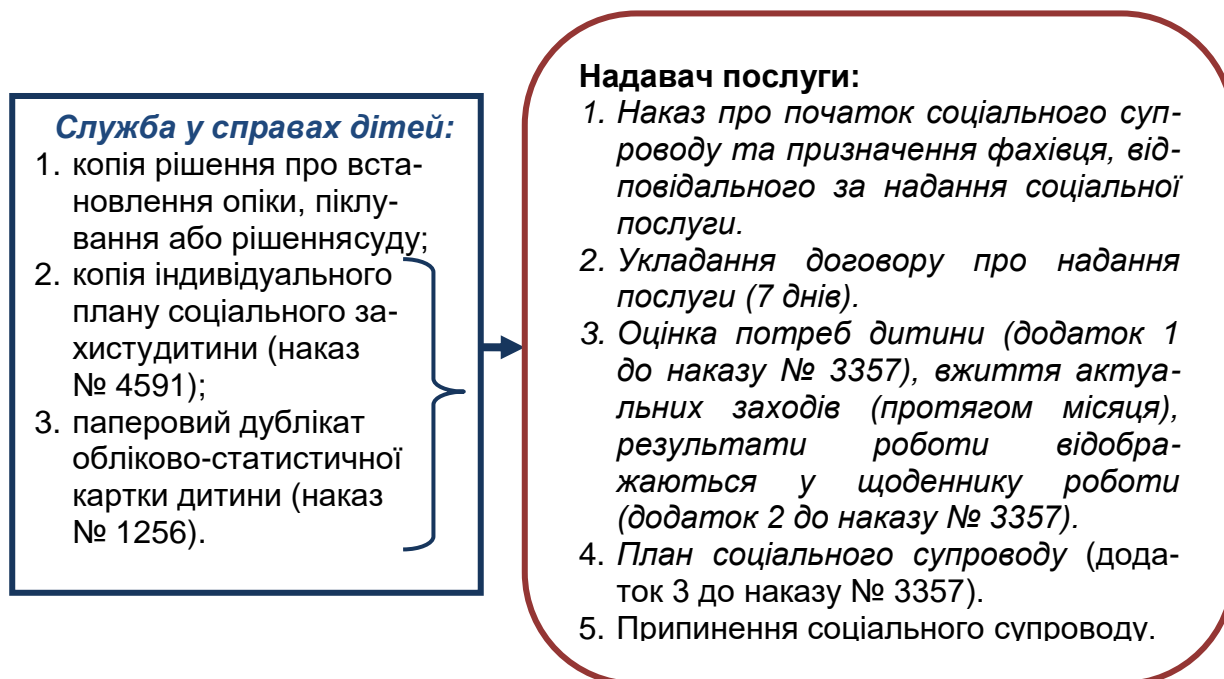 Служба у справах дітей:
1. копія рішення про вста-
новлення опіки, піклу-
вання або рішеннясуду;
2. копія індивідуального
плану соціального за-
хистудитини (наказ
№ 4591);
3. паперовий дублікат
обліково-статистичної
картки дитини (наказ
№ 1256).
Надавач послуги:
1. Наказ про початок соціального суп-
роводу та призначення фахівця, від-
повідального за надання соціальної
послуги.
2. Укладання договору про надання
послуги (7 днів).
3. Оцінка потреб дитини (додаток 1
до наказу № 3357), вжиття актуа-
льних заходів (протягом місяця),
результати роботи відобра-
жаються у щоденнику роботи
(додаток 2 до наказу № 3357).
4. План соціального супроводу (дода-
ток 3 до наказу № 3357).
5. Припинення соціального супроводу.